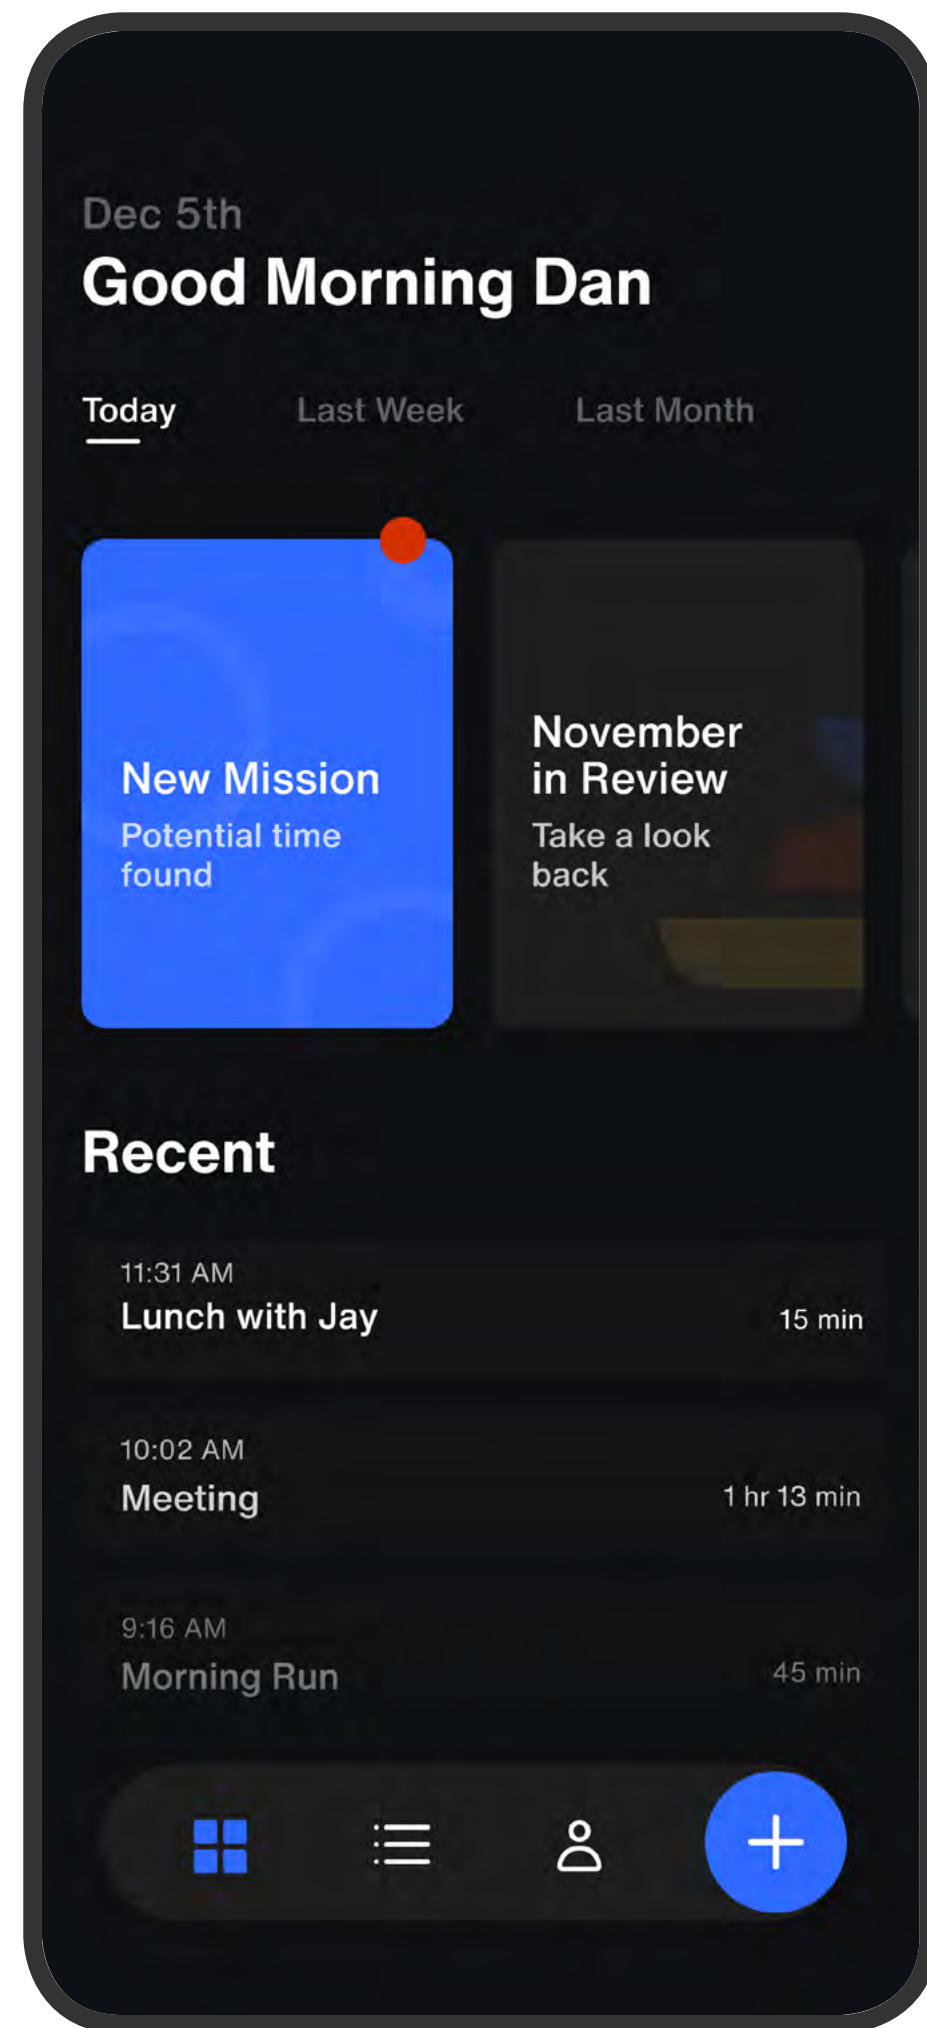 Dec 5th
Good Morning Dan
Today
Last Week
Last Month
New Mission
Potential time
found
November
in Review
Take a look
back
Recent
11:31 AM
Lunch with Jay
15 min
10:02 AM
Meeting
1 hr 13 min
9:16 AM
Morning Run
45 min